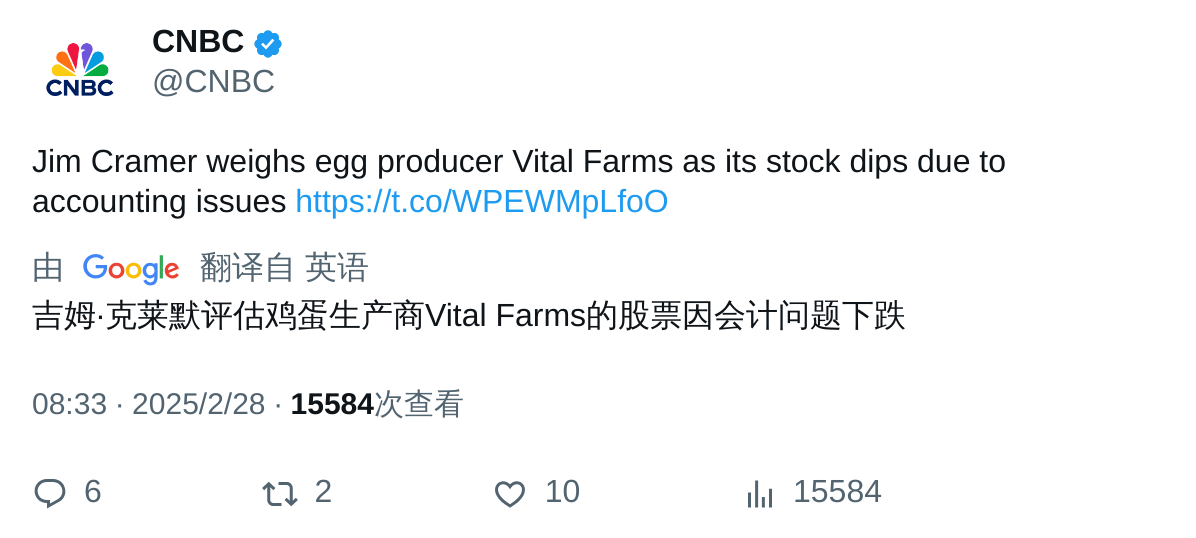 CNBC
CNBC
@CNBC
Jim Cramer weighs egg producer Vital Farms as its stock dips due to
accounting issues https://t.co/WPEWMpLfoO
由 Google 翻译自 英语
吉姆·克莱默评估鸡蛋生产商Vital Farms的股票因会计问题下跌
08:33 · 2025/2/28 · 15584次查看
6 2 10 15584